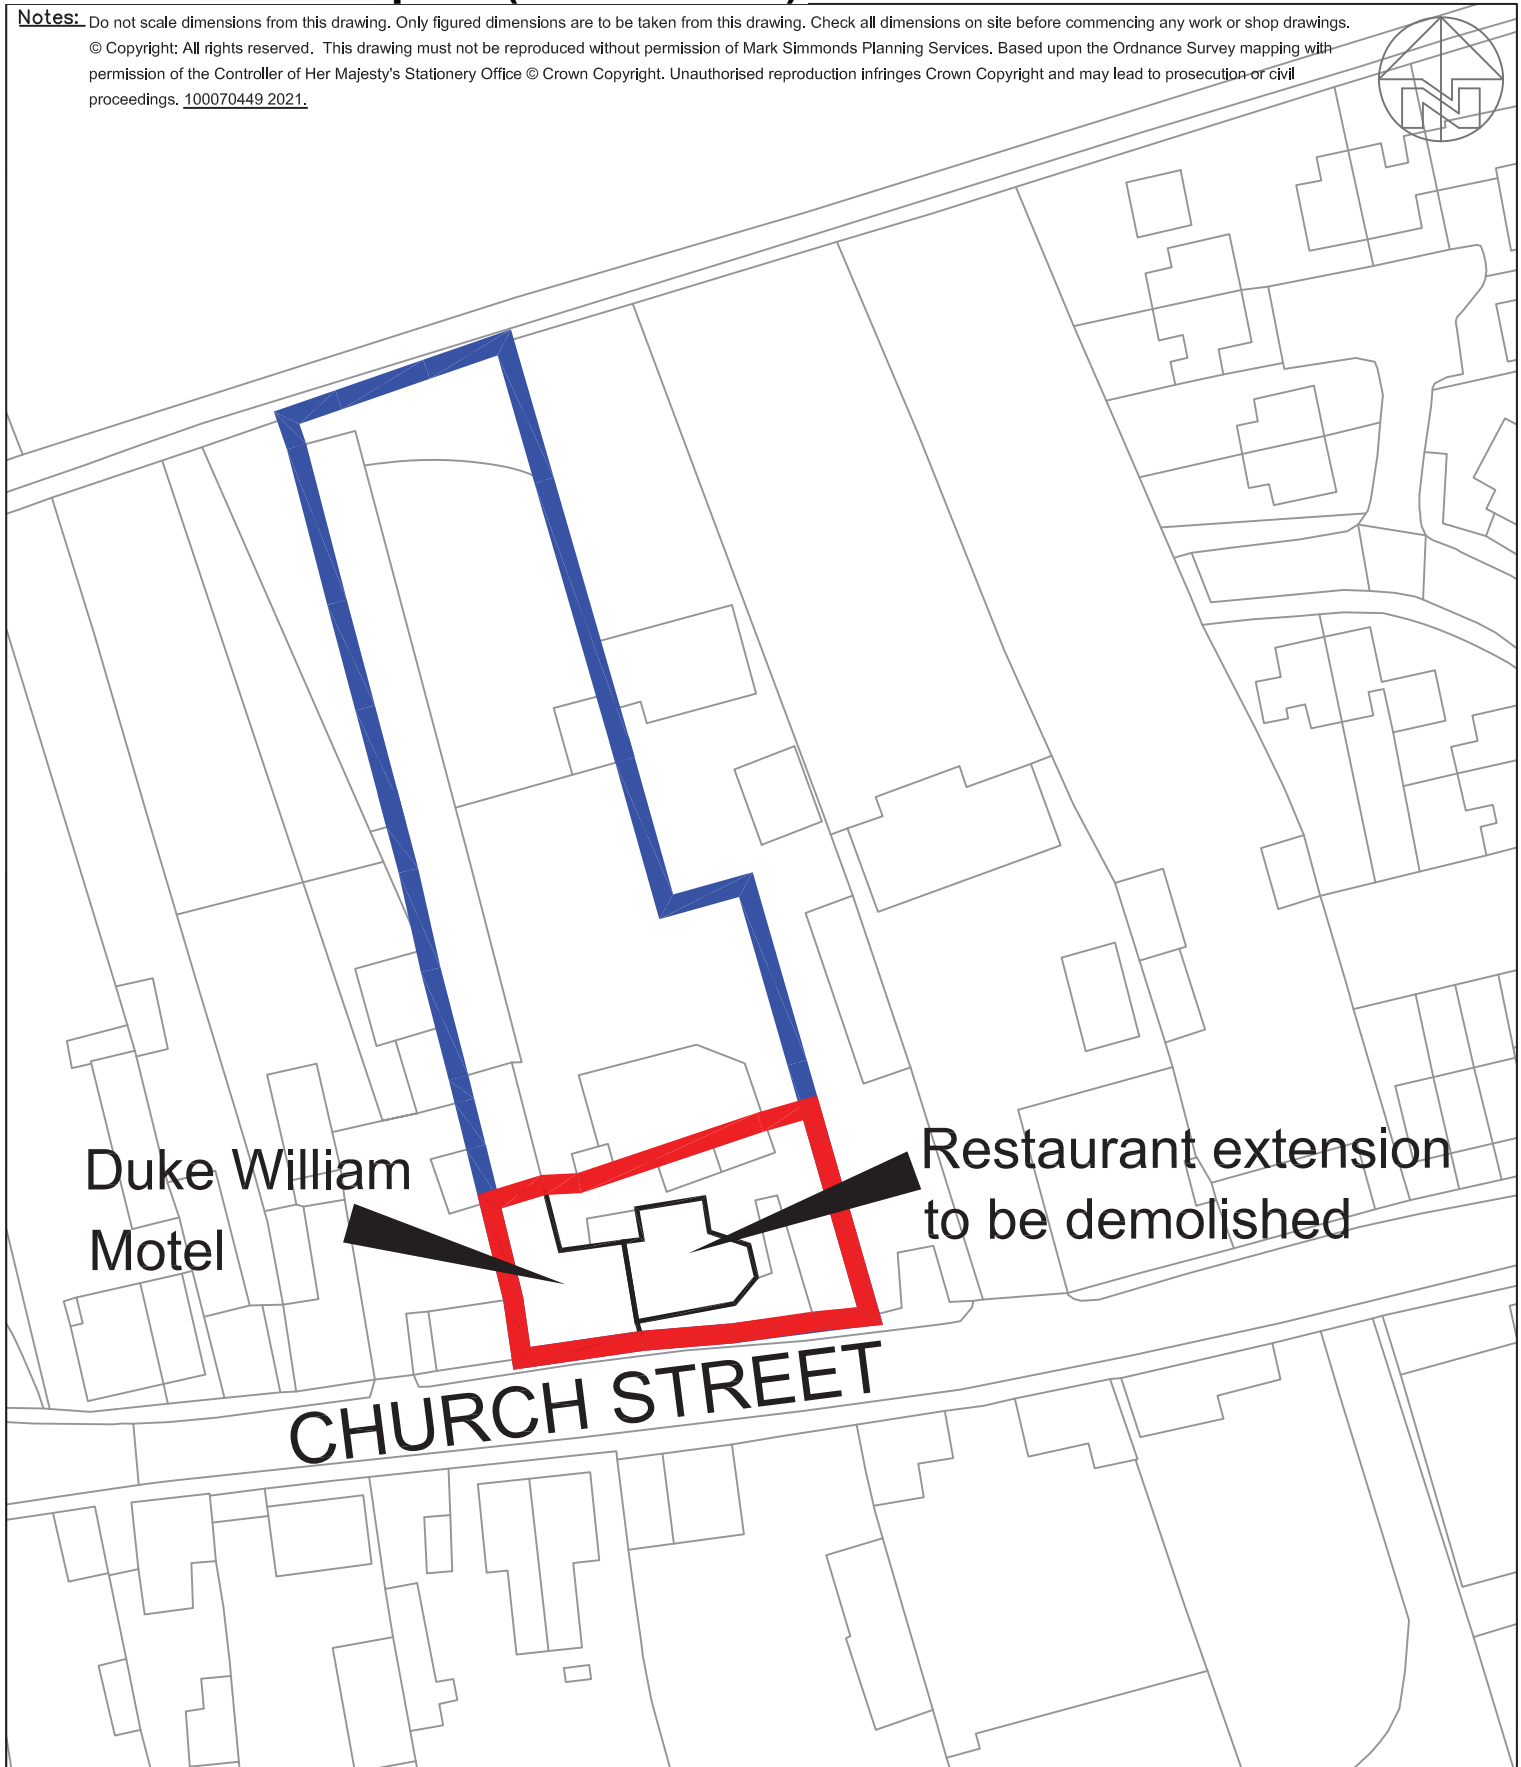 Notes: Do not scale dimensions from this drawing. Only figured dimensions are to be taken from this drawing. Check all dimensions on site before commencing any work or shop drawings.
© Copyright: All rights reserved. This drawing must not be reproduced without permission of Mark Simmonds Planning Services. Based upon the Ordnance Survey mapping with
permission of the Controller of Her Majesty's Stationery Office © Crown Copyright. Unauthorised reproduction infringes Crown Copyright and may lead to prosecution or civil
proceedings. 100070449 2021.
N
Duke William
Motel
Restaurant extension
to be demolished
CHURCH STREET